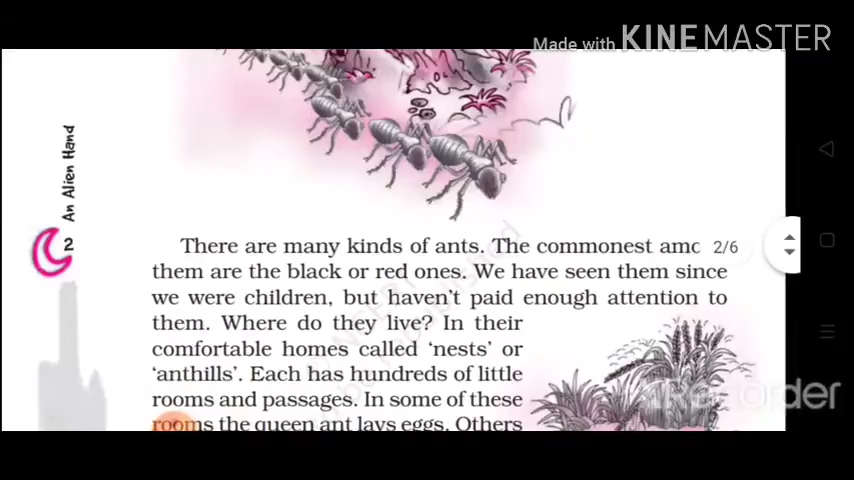 Made with KINEMASTER
An Alien Hand
2
There are many kinds of ants. The commonest amo
2/6
them are the black or red ones. We have seen them since
we were children, but haven't paid enough attention to
them. Where do they live? In their
comfortable homes called 'nests' or
'anthills'. Each has hundreds of little
rooms and passages. In some of these
rooms the queen ant lays eggs. Others